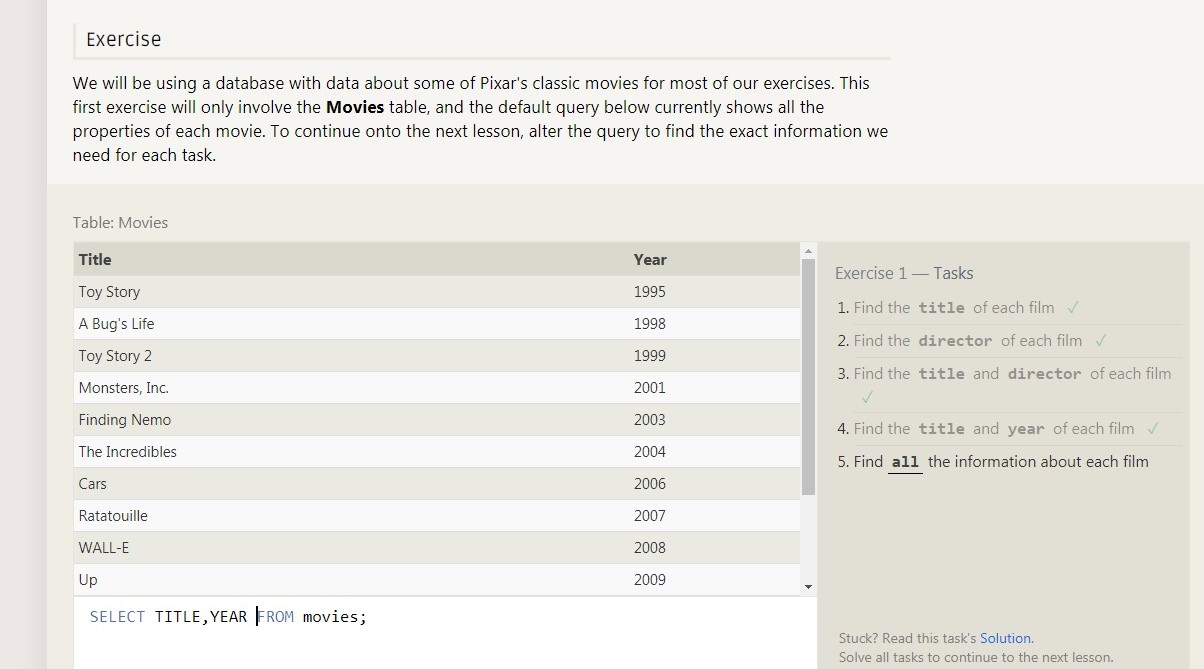 Exercise
We will be using a database with data about some of Pixar's classic movies for most of our exercises. This
first exercise will only involve the Movies table, and the default query below currently shows all the
properties of each movie. To continue onto the next lesson, alter the query to find the exact information we
need for each task.
Table: Movies
Title Year
Toy Story 1995
A Bug's Life 1998
Toy Story 2 1999
Monsters, Inc. 2001
Finding Nemo 2003
The Incredibles 2004
Cars 2006
Ratatouille 2007
WALL-E 2008
Up 2009
SELECT TITLE,YEAR FROM movies;
Exercise 1 — Tasks
1. Find the title of each film ✓
2. Find the director of each film ✓
3. Find the title and director of each film
✓
4. Find the title and year of each film ✓
5. Find all the information about each film
Stuck? Read this task's Solution.
Solve all tasks to continue to the next lesson.